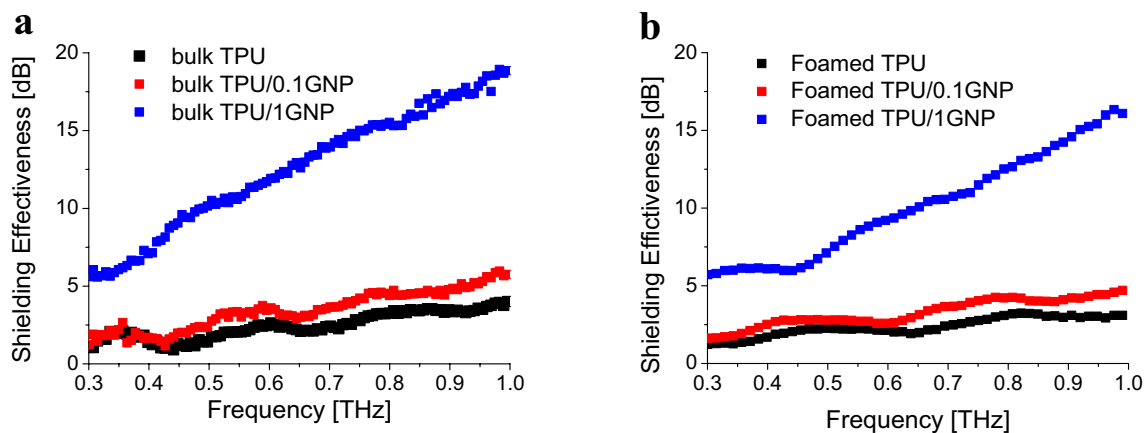 a
Shielding Effectiveness [dB]
20
15
10
5
0
bulk TPU
bulk TPU/0.1GNP
bulk TPU/1GNP
0.3 0.4 0.5 0.6 0.7 0.8 0.9 1.0
Frequency [THz]
b
Shielding Effictiveness [dB]
20
15
10
5
0
Foamed TPU
Foamed TPU/0.1GNP
Foamed TPU/1GNP
0.3 0.4 0.5 0.6 0.7 0.8 0.9 1.0
Frequency [THz]